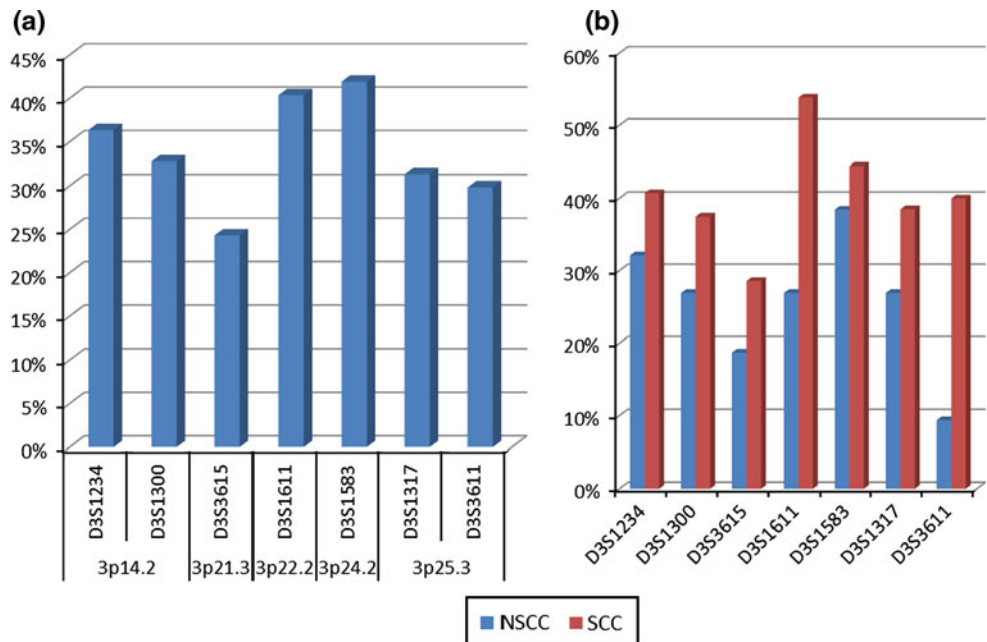 (a)
45%
40%
35%
30%
25%
20%
15%
10%
5%
0%
D3S1234
D3S1300
D3S3615
D3S1611
D3S1583
D3S1317
D3S3611
3p14.2 3p21.3 3p22.2 3p24.2 3p25.3
(b)
60%
50%
40%
30%
20%
10%
0%
D3S1234
D3S1300
D3S3615
D3S1611
D3S1583
D3S1317
D3S3611
NSCC SCC